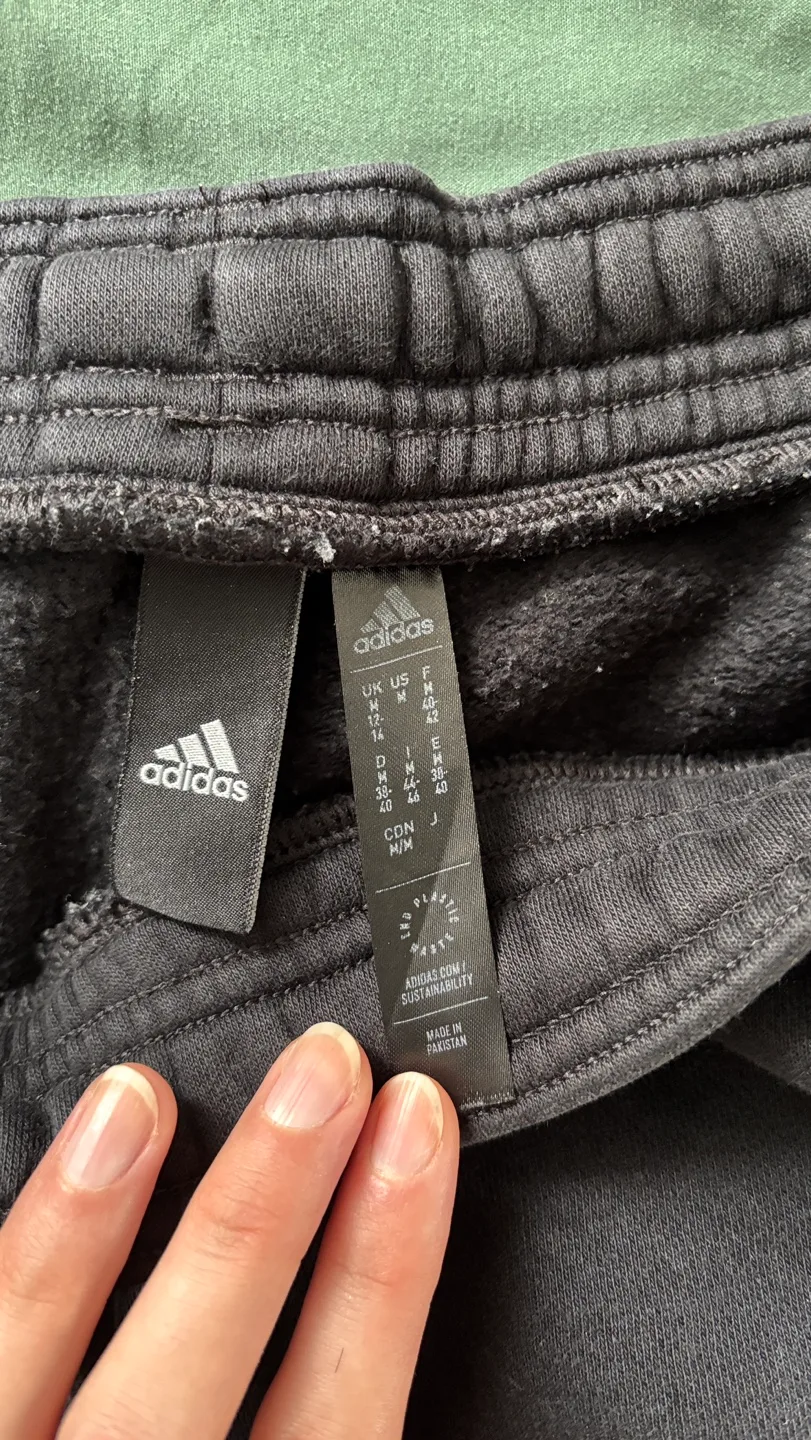 adidas
adidas
UK US F
M M M
12- 40-
14 42
D I E
M M M
38- 44- 38-
40 46 40
CDN J
M/M
END PLASTIC WASTE
ADIDAS.COM/
SUSTAINABILITY
MADE IN
PAKISTAN